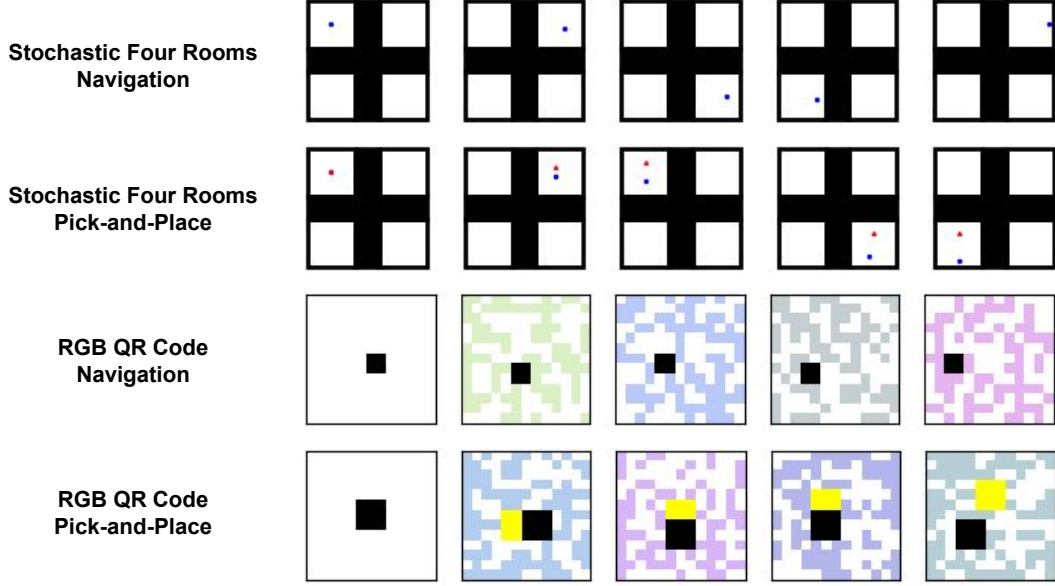 Stochastic Four Rooms
Navigation
Stochastic Four Rooms
Pick-and-Place
RGB QR Code
Navigation
RGB QR Code
Pick-and-Place